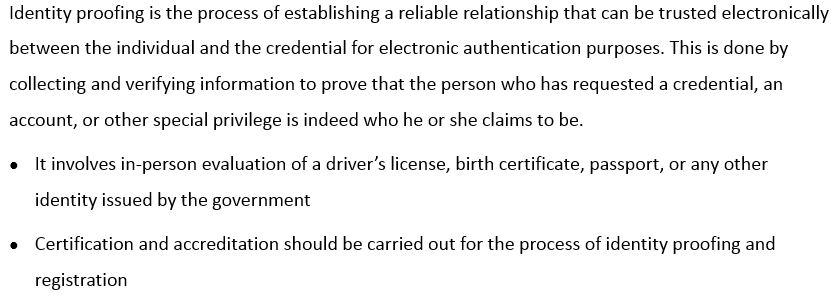 Identity proofing is the process of establishing a reliable relationship that can be trusted electronically
between the individual and the credential for electronic authentication purposes. This is done by
collecting and verifying information to prove that the person who has requested a credential, an
account, or other special privilege is indeed who he or she claims to be.
• It involves in-person evaluation of a driver’s license, birth certificate, passport, or any other
identity issued by the government
• Certification and accreditation should be carried out for the process of identity proofing and
registration